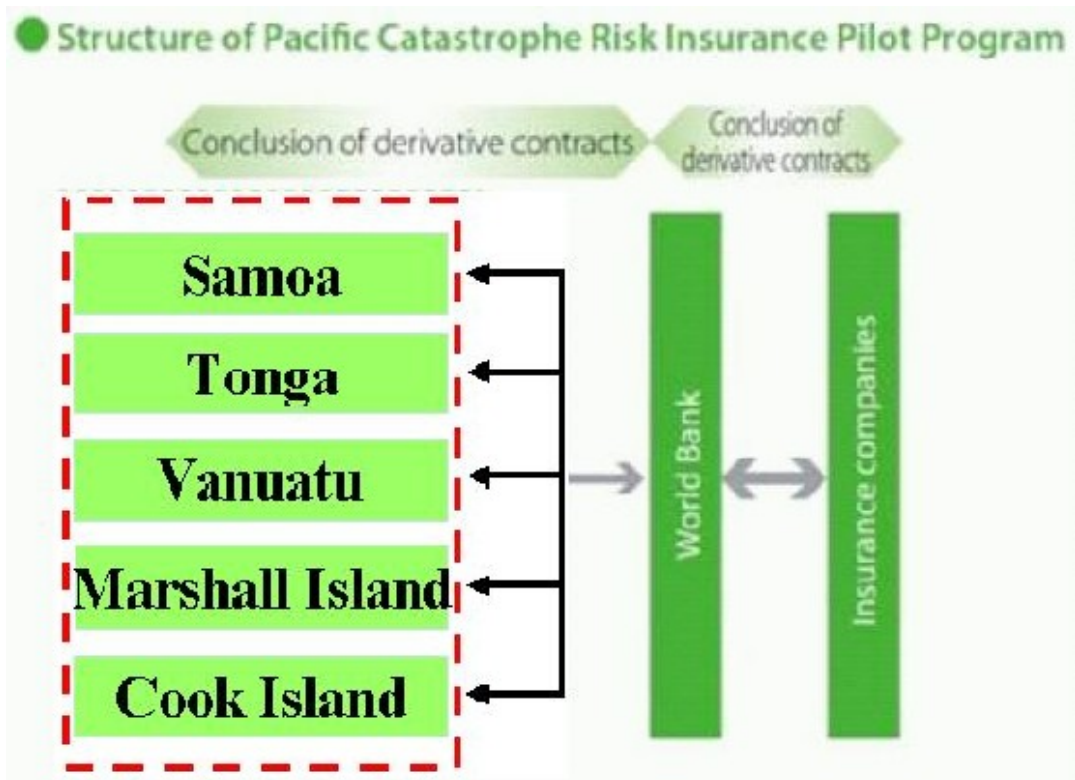 Structure of Pacific Catastrophe Risk Insurance Pilot Program
Conclusion of derivative contracts
Conclusion of
derivative contracts
Samoa
Tonga
Vanuatu
Marshall Island
Cook Island
World Bank
Insurance companies